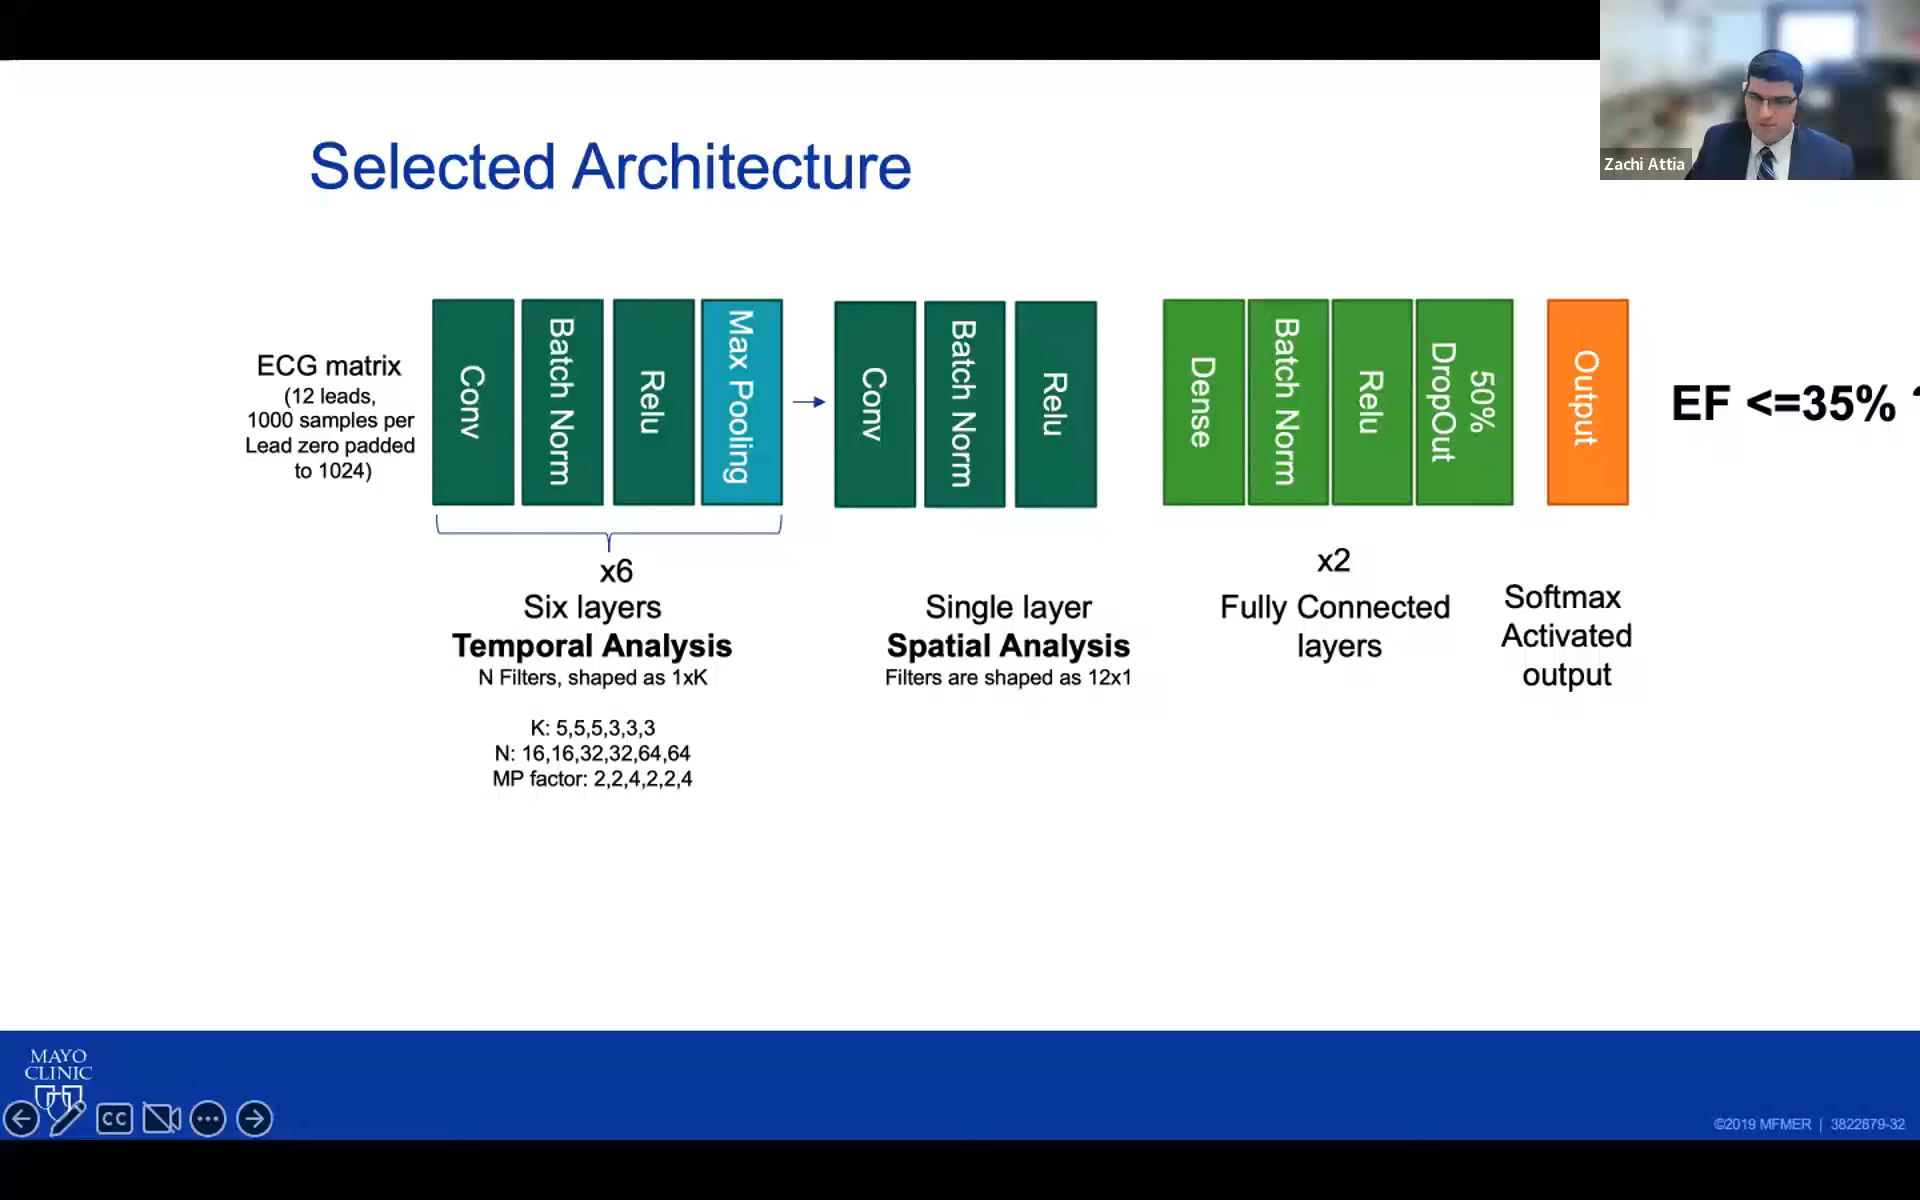 Zachi Attia
Selected Architecture
ECG matrix
(12 leads,
1000 samples per
Lead zero padded
to 1024)
Conv
Batch Norm
Relu
Max Pooling
Conv
Batch Norm
Relu
Dense
Batch Norm
Relu
50%
DropOut
Output
EF <=35% ?
x6
Six layers
Temporal Analysis
N Filters, shaped as 1xK
K: 5,5,5,3,3,3
N: 16,16,32,32,64,64
MP factor: 2,2,4,2,2,4
Single layer
Spatial Analysis
Filters are shaped as 12x1
x2
Fully Connected
layers
Softmax
Activated
output
MAYO
CLINIC
CC
©2019 MFMER | 3822879-32